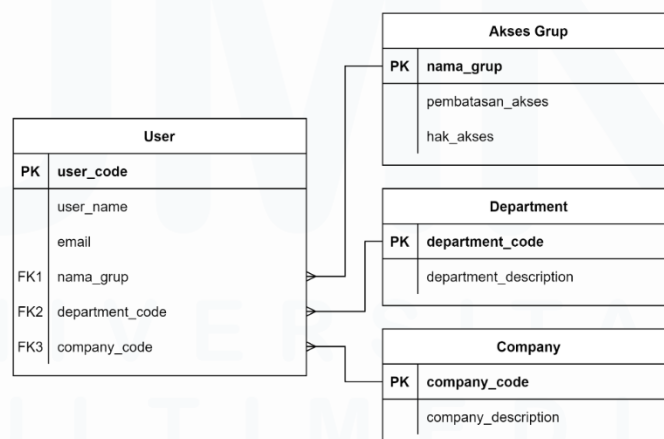 User
PK user_code
user_name
email
FK1 nama_grup
FK2 department_code
FK3 company_code
Akses Grup
PK nama_grup
pembatasan_akses
hak_akses
Department
PK department_code
department_description
Company
PK company_code
company_description